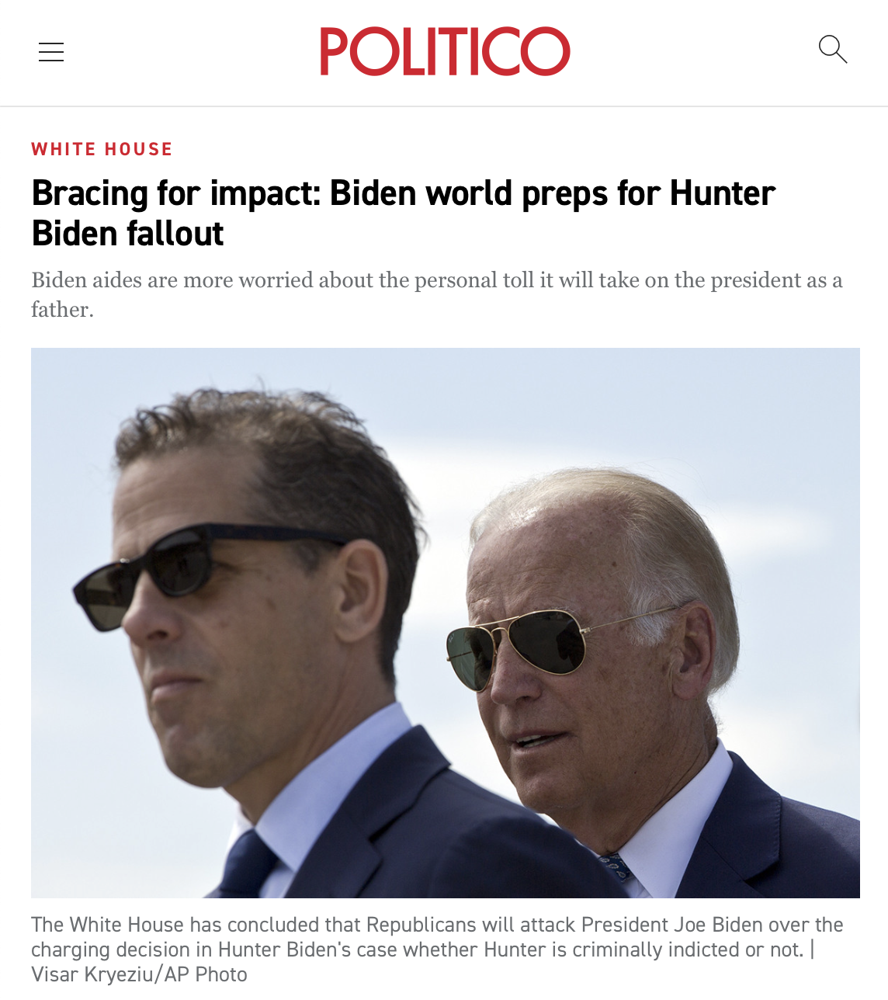 POLITICO
WHITE HOUSE
Bracing for impact: Biden world preps for Hunter
Biden fallout
Biden aides are more worried about the personal toll it will take on the president as a
father.
The White House has concluded that Republicans will attack President Joe Biden over the
charging decision in Hunter Biden's case whether Hunter is criminally indicted or not. |
Visar Kryeziu/AP Photo